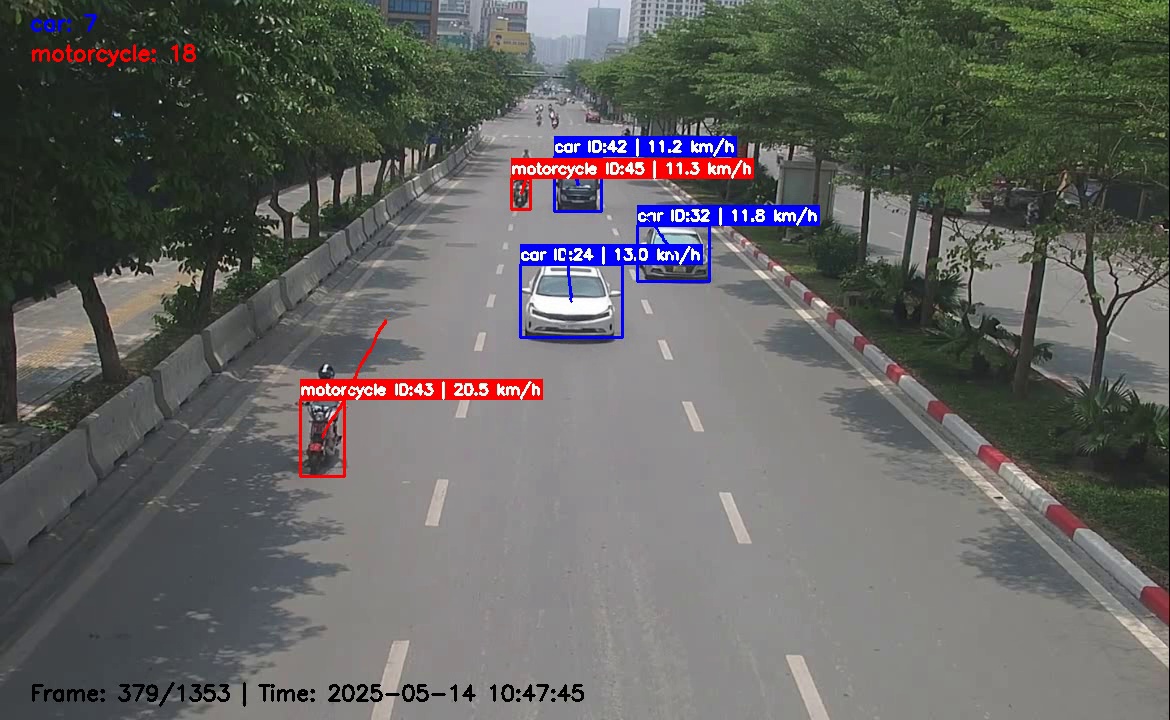 car: 7
motorcycle: 18
car ID:42 | 11.2 km/h
motorcycle ID:45 | 11.3 km/h
car ID:32 | 11.8 km/h
car ID:24 | 13.0 km/h
motorcycle ID:43 | 20.5 km/h
Frame: 379/1353 | Time: 2025-05-14 10:47:45